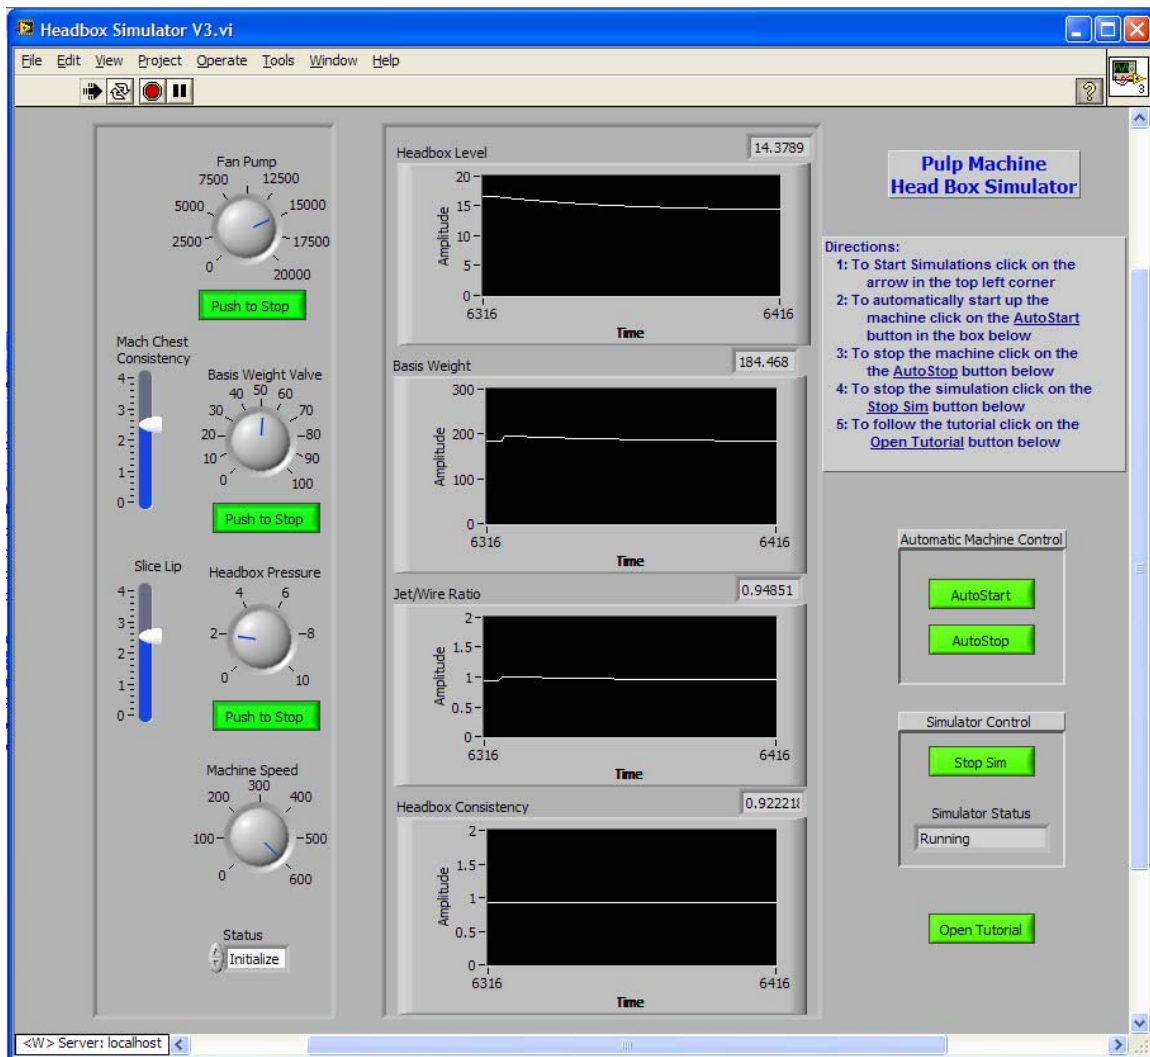 Headbox Simulator V3.vi
File Edit View Project Operate Tools Window Help
3
Fan Pump
7500 12500
5000 15000
2500 17500
0 20000
Push to Stop
Mach Chest
Consistency
4
3
2
1
0
Basis Weight Valve
40 50 60
30 70
20 80
10 90
0 100
Push to Stop
Slice Lip
4
3
2
1
0
Headbox Pressure
4 6
2 8
0 10
Push to Stop
Machine Speed
300
200 400
100 500
0 600
Status
Initialize
Headbox Level
14.3789
20
15
10
5
0
Amplitude
6316 6416
Time
Basis Weight
184.468
300
200
100
0
Amplitude
6316 6416
Time
Jet/Wire Ratio
0.94851
2
1.5
1
0.5
0
Amplitude
6316 6416
Time
Headbox Consistency
0.922218
2
1.5
1
0.5
0
Amplitude
6316 6416
Time
Pulp Machine
Head Box Simulator
Directions:
1: To Start Simulations click on the
arrow in the top left corner
2: To automatically start up the
machine click on the AutoStart
button in the box below
3: To stop the machine click on the
the AutoStop button below
4: To stop the simulation click on the
Stop Sim button below
5: To follow the tutorial click on the
Open Tutorial button below
Automatic Machine Control
AutoStart
AutoStop
Simulator Control
Stop Sim
Simulator Status
Running
Open Tutorial
<W> Server: localhost